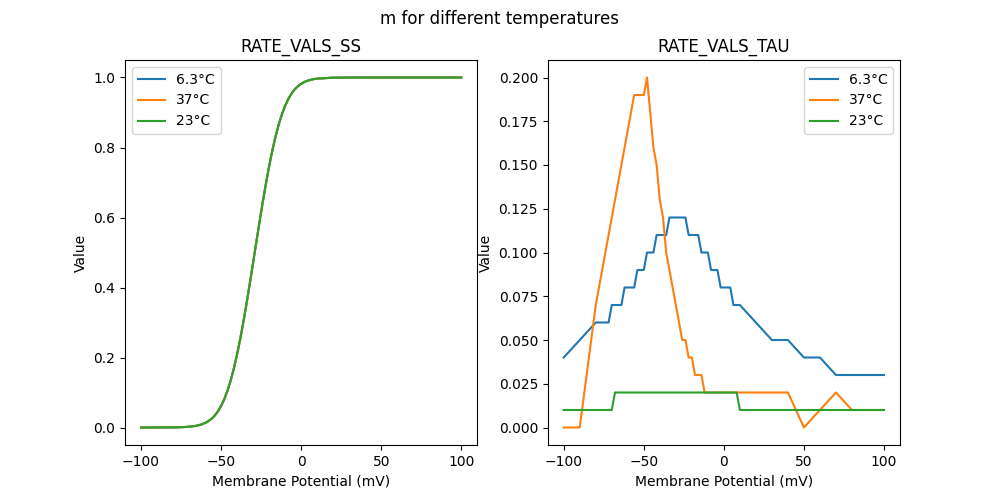 m for different temperatures
RATE_VALS_SS
RATE_VALS_TAU
6.3°C
37°C
23°C
6.3°C
37°C
23°C
Value
1.0
0.8
0.6
0.4
0.2
0.0
−100
−50
0
50
100
Membrane Potential (mV)
Value
0.200
0.175
0.150
0.125
0.100
0.075
0.050
0.025
0.000
−100
−50
0
50
100
Membrane Potential (mV)